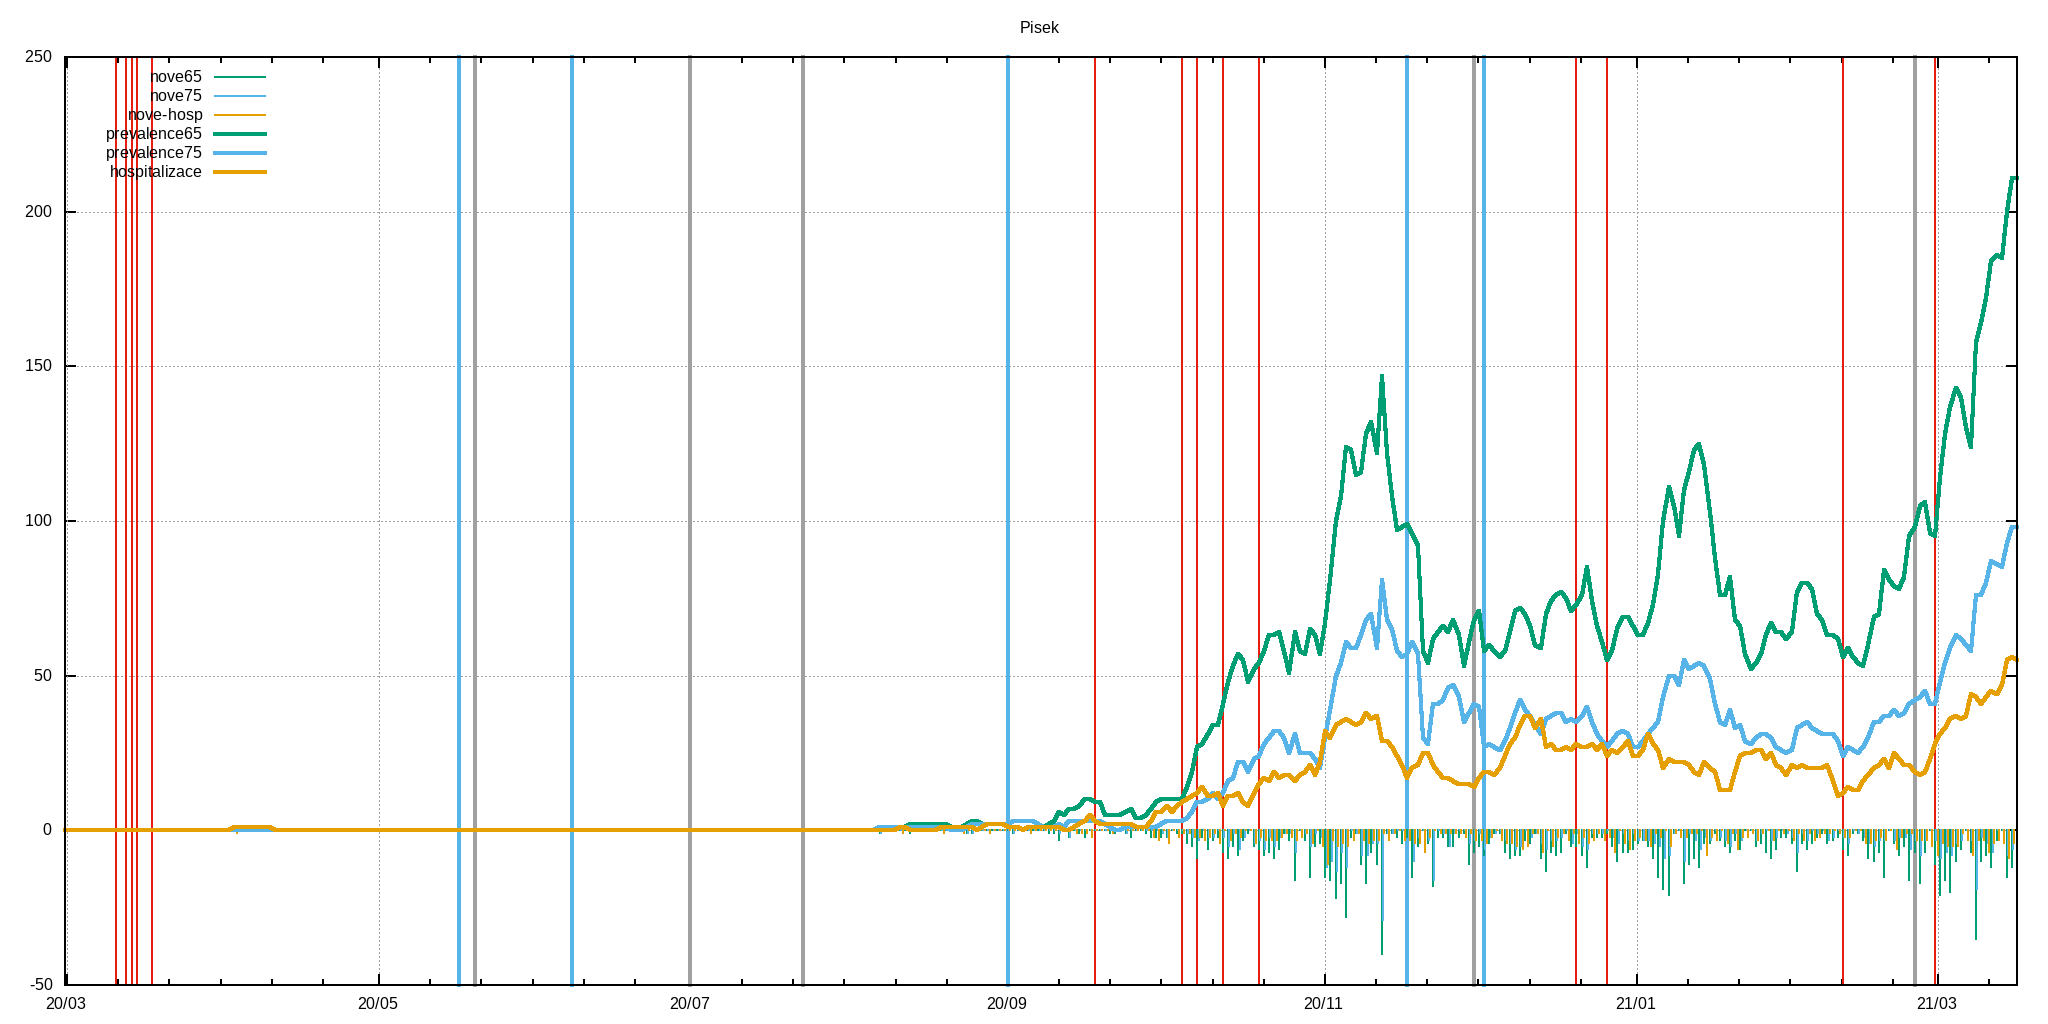 Pisek
250
nove65
nove75
nove-hosp
prevalence65
prevalence75
hospitalizace
200
150
100
50
0
-50
20/03 20/05 20/07 20/09 20/11 21/01 21/03